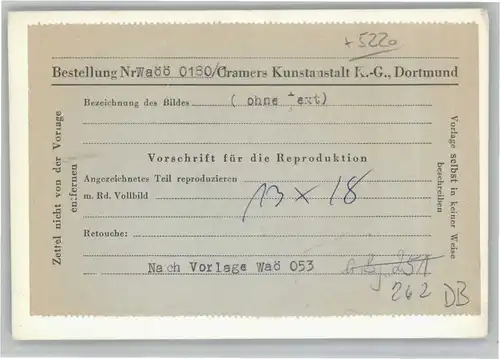 +5220
Bestellung Nr Waöö 0180/Cramers Kunstanstalt K.-G., Dortmund
Bezeichnung des Bildes ( ohne Text)
Vorschrift für die Reproduktion
Angezeichneten Teil reproduzieren
m. Rd. Vollbild 13 x 18
Retouche:
Nach Vorlage Waö 053
262 DB
Zettel nicht von der Vorlage
entfernen
Vorlage selbst in keiner Weise
beschreiben